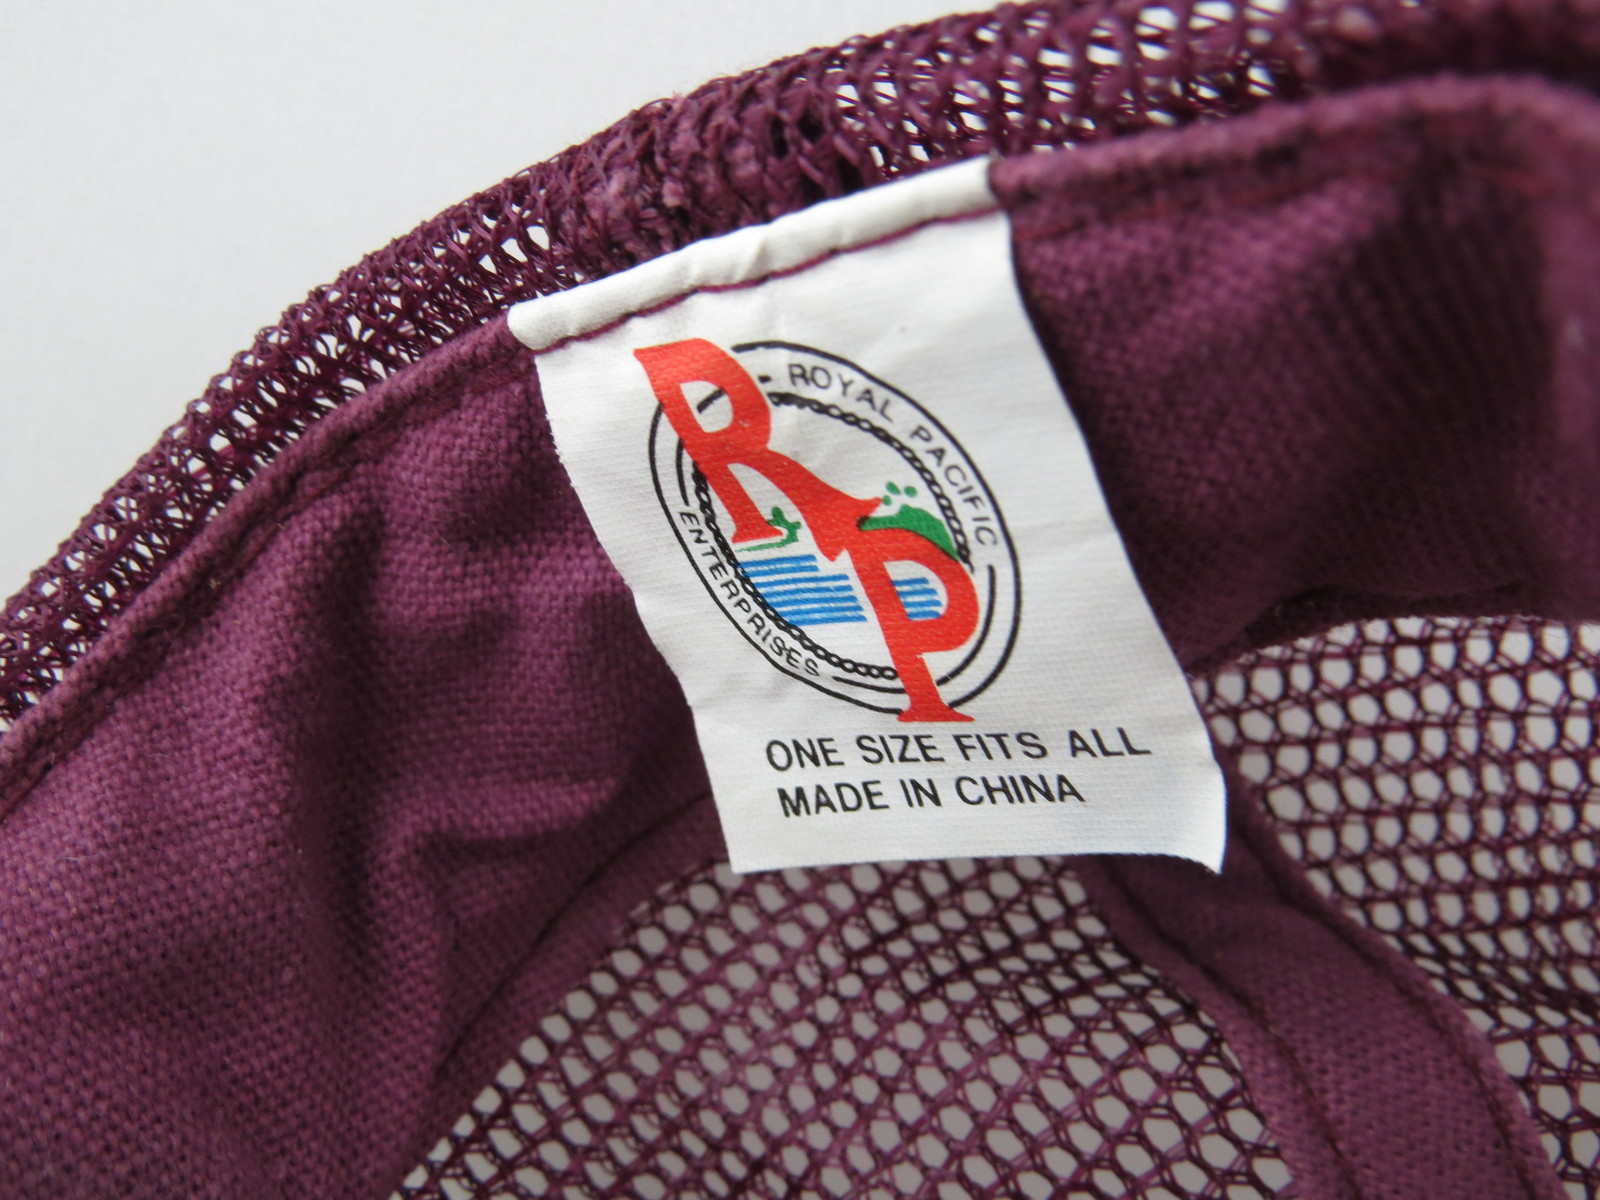 RP
ROYAL PACIFIC
ENTERPRISES
ONE SIZE FITS ALL
MADE IN CHINA